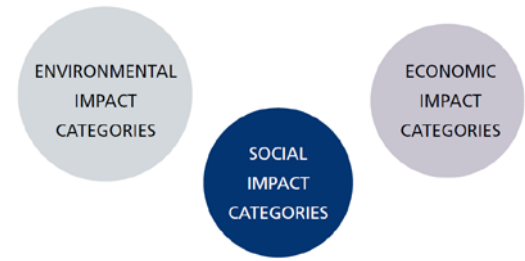 ENVIRONMENTAL
IMPACT
CATEGORIES
SOCIAL
IMPACT
CATEGORIES
ECONOMIC
IMPACT
CATEGORIES